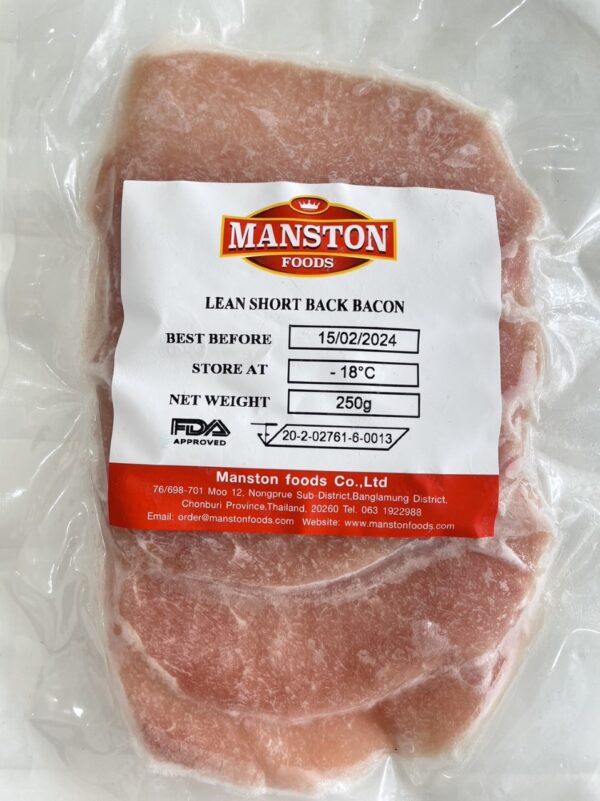 MANSTON
FOODS
LEAN SHORT BACK BACON
BEST BEFORE 15/02/2024
STORE AT - 18°C
NET WEIGHT 250g
FDA
APPROVED
20-2-02761-6-0013
Manston foods Co.,Ltd
76/698-701 Moo 12, Nongprue Sub-District,Banglamung District,
Chonburi Province,Thailand, 20260 Tel. 063 1922988
Email: order@manstonfoods.com Website: www.manstonfoods.com